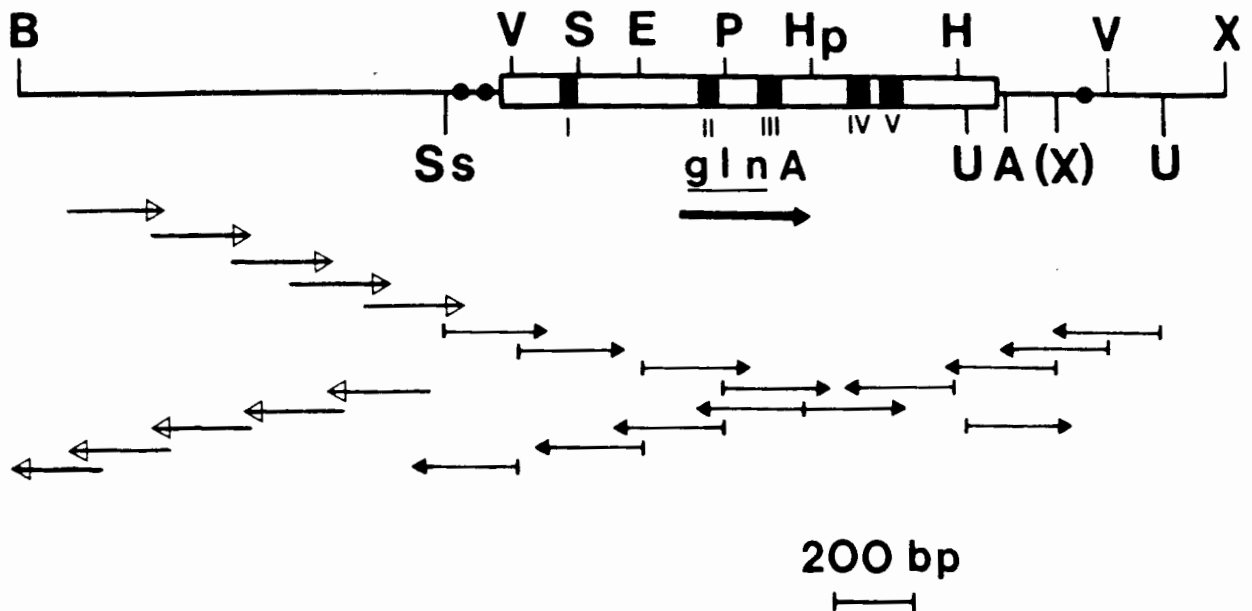 B V S E P Hp H V X
I II III IV V
Ss glnA U A (X) U
200 bp